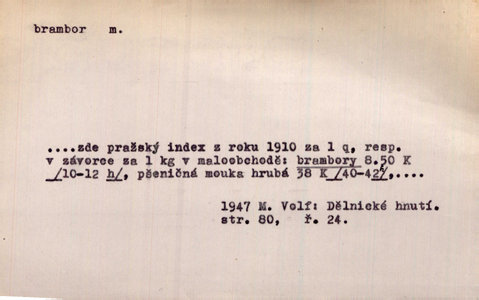 brambor m.
....zde pražský index z roku 1910 za 1 q, resp.
v závorce za 1 kg v maloobchodě: brambory 8.50 K
/10-12 h/, pšeničná mouka hrubá 38 K /40-42/,....
1947 M. Volf: Dělnické hnutí.
str. 80, ř. 24.